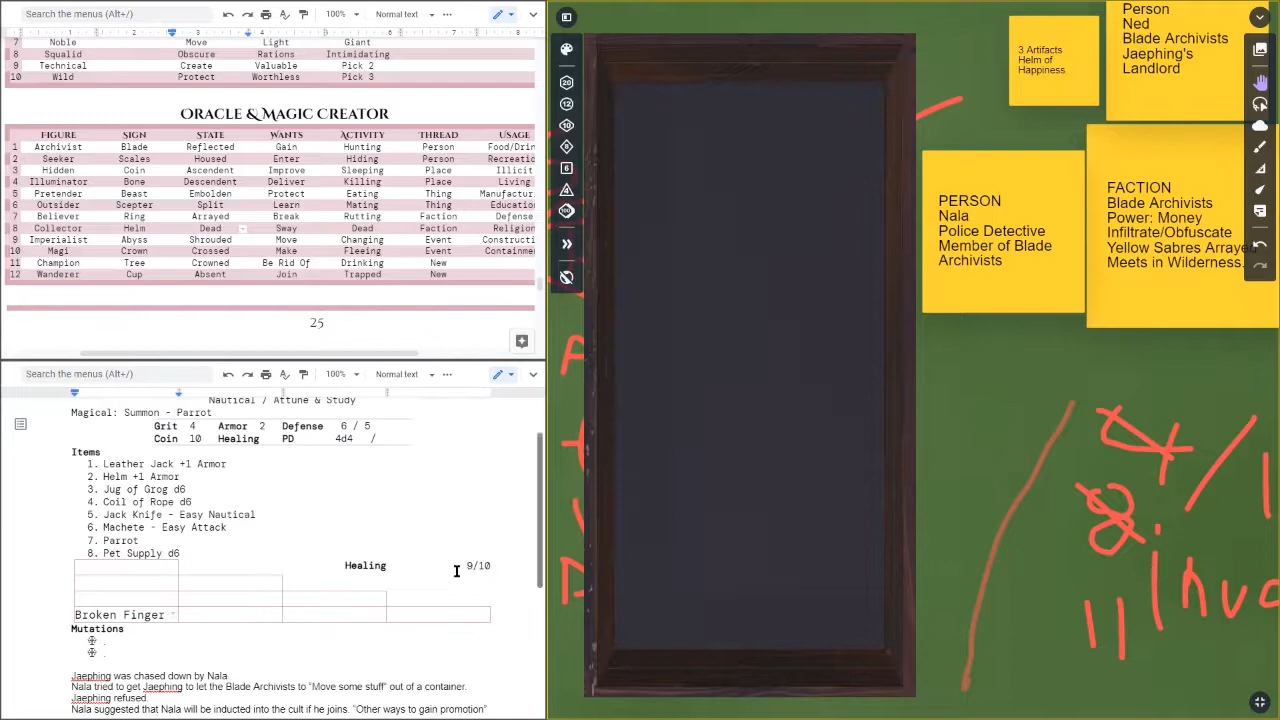 Search the menus (Alt+/)
100%
Normal text
7 Noble Move Light Giant
8 Squalid Obscure Rations Intimidating
9 Technical Create Valuable Pick 2
10 Wild Protect Worthless Pick 3
ORACLE & MAGIC CREATOR
FIGURE SIGN STATE WANTS ACTIVITY THREAD USAGE
1 Archivist Blade Reflected Gain Hunting Person Food/Drin
2 Seeker Scales Housed Enter Hiding Person Recreatio
3 Hidden Coin Ascendent Improve Sleeping Place Illicit
4 Illuminator Bone Descendent Deliver Killing Place Living
5 Pretender Beast Embolden Protect Eating Thing Manufactur
6 Outsider Scepter Split Learn Mating Thing Educatio
7 Believer Ring Arrayed Break Rutting Faction Defense
8 Collector Helm Dead Sway Dead Faction Religion
9 Imperialist Abyss Shrouded Move Changing Event Constructi
10 Magi Crown Crossed Make Fleeing Event Containme
11 Champion Tree Crowned Be Rid Of Drinking New
12 Wanderer Cup Absent Join Trapped New
25
Search the menus (Alt+/)
100%
Normal text
Nautical / Attune & Study
Magical: Summon - Parrot
Grit 4 Armor 2 Defense 6 / 5
Coin 10 Healing PD 4d4 /
Items
1. Leather Jack +1 Armor
2. Helm +1 Armor
3. Jug of Grog d6
4. Coil of Rope d6
5. Jack Knife - Easy Nautical
6. Machete - Easy Attack
7. Parrot
8. Pet Supply d6
Healing 9/10
Broken Finger
Mutations
Jaephing was chased down by Nala
Nala tried to get Jaephing to let the Blade Archivists to "Move some stuff" out of a container.
Jaephing refused
Nala suggested that Nala will be inducted into the cult if he joins. "Other ways to gain promotion"
20
12
10
8
6
4
100
3 Artifacts
Helm of
Happiness
Person
Ned
Blade Archivists
Jaephing's
Landlord
PERSON
Nala
Police Detective
Member of Blade
Archivists
FACTION
Blade Archivists
Power: Money
Infiltrate/Obfuscate
Yellow Sabres Arrayed
Meets in Wilderness.
11